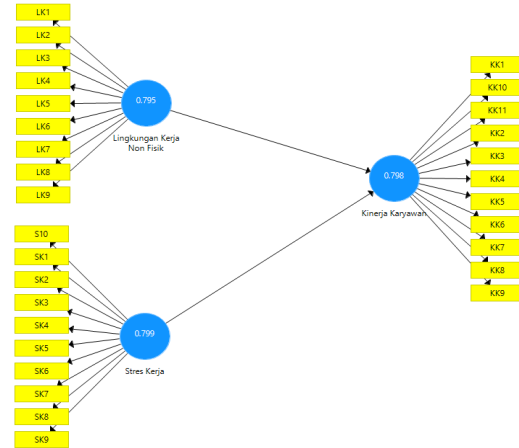 LK1
LK2
LK3
LK4
LK5
LK6
LK7
LK8
LK9
0.795
Lingkungan Kerja
Non Fisik
S10
SK1
SK2
SK3
SK4
SK5
SK6
SK7
SK8
SK9
0.799
Stres Kerja
0.798
Kinerja Karyawan
KK1
KK10
KK11
KK2
KK3
KK4
KK5
KK6
KK7
KK8
KK9